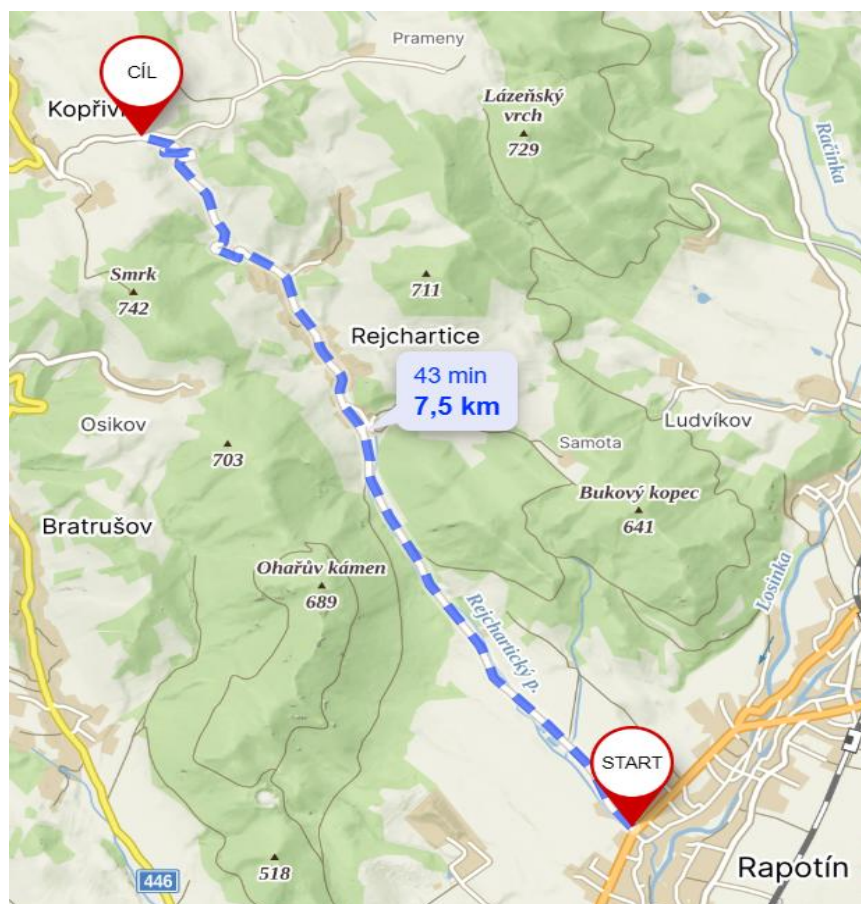 Prameny
CÍL
Kopřiv
Lázeňský
vrch
729
Račinka
Smrk
742
711
Rejchartice
43 min
7,5 km
Osikov
703
Samota
Ludvíkov
Bukový kopec
641
Bratrušov
Ohařův kámen
689
Losinka
Rejchartický p.
START
518
446
Rapotín